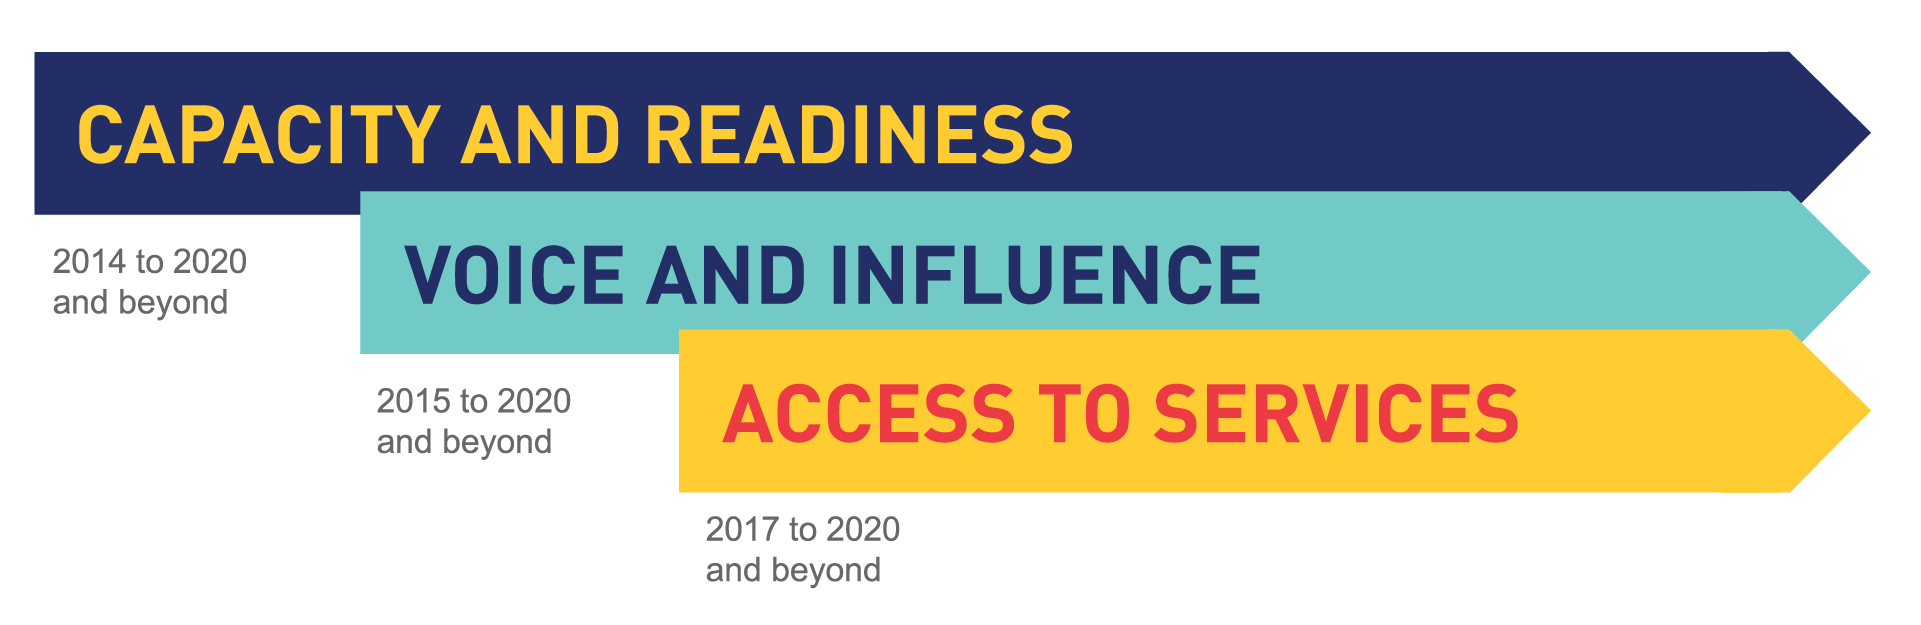 CAPACITY AND READINESS
2014 to 2020
and beyond
VOICE AND INFLUENCE
2015 to 2020
and beyond
ACCESS TO SERVICES
2017 to 2020
and beyond